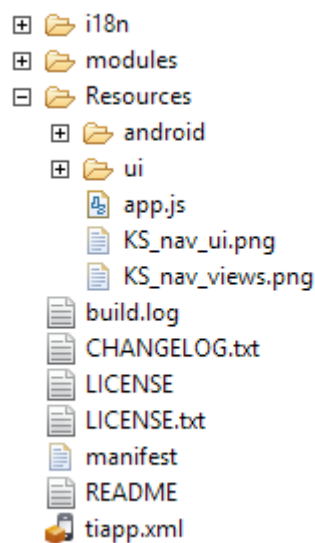 i18n
modules
Resources
android
ui
app.js
KS_nav_ui.png
KS_nav_views.png
build.log
CHANGELOG.txt
LICENSE
LICENSE.txt
manifest
README
tiapp.xml